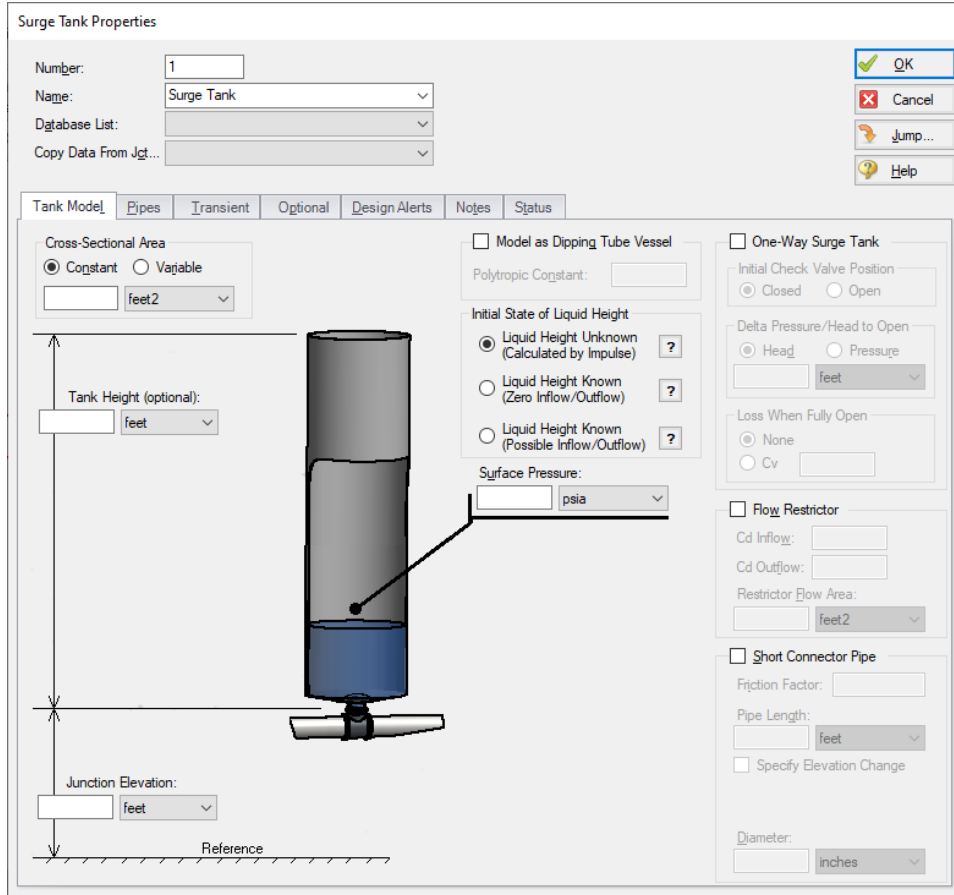 Surge Tank Properties
Number:
1
Name:
Surge Tank
Database List:
Copy Data From Jct...
OK
Cancel
Jump...
Help
Tank Model
Pipes
Transient
Optional
Design Alerts
Notes
Status
Cross-Sectional Area
Constant
Variable
feet2
Tank Height (optional):
feet
Junction Elevation:
feet
Reference
Model as Dipping Tube Vessel
Polytropic Constant:
Initial State of Liquid Height
Liquid Height Unknown
(Calculated by Impulse)
?
Liquid Height Known
(Zero Inflow/Outflow)
?
Liquid Height Known
(Possible Inflow/Outflow)
?
Surface Pressure:
psia
One-Way Surge Tank
Initial Check Valve Position
Closed
Open
Delta Pressure/Head to Open
Head
Pressure
feet
Loss When Fully Open
None
Cv
Flow Restrictor
Cd Inflow:
Cd Outflow:
Restrictor Flow Area:
feet2
Short Connector Pipe
Friction Factor:
Pipe Length:
feet
Specify Elevation Change
Diameter:
inches